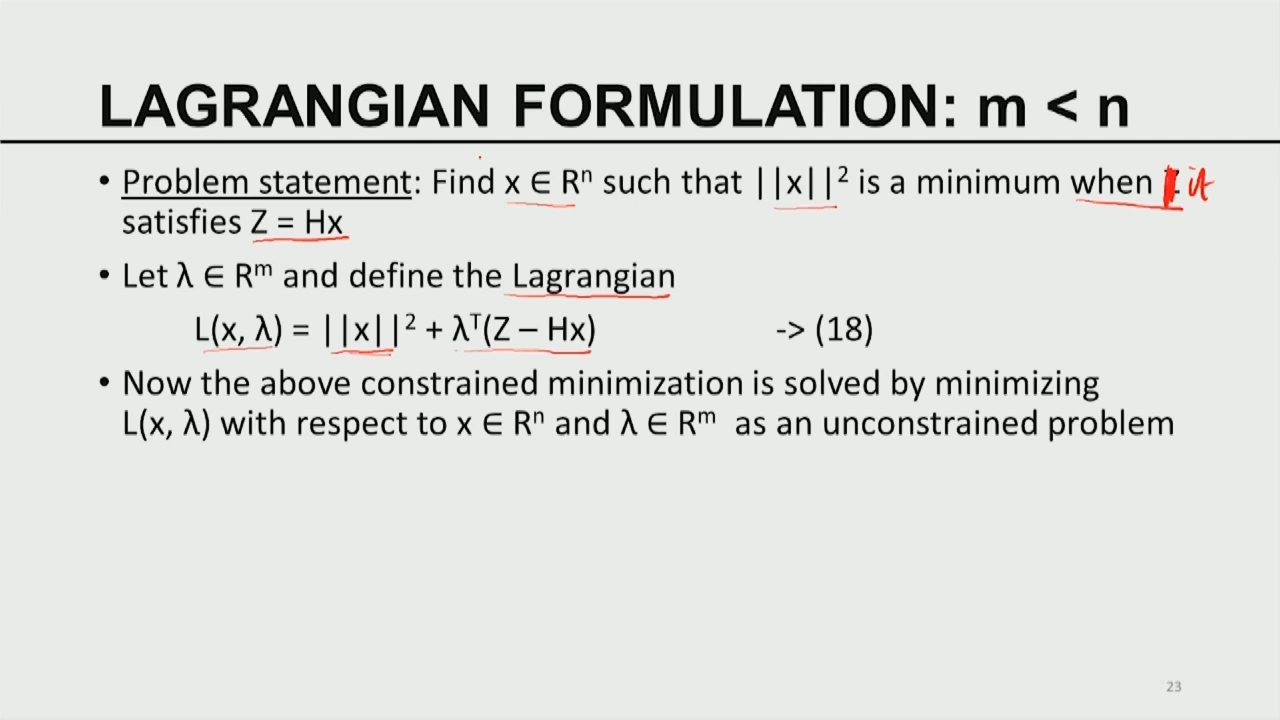 LAGRANGIAN FORMULATION: m < n
• Problem statement: Find x ∈ Rⁿ such that ||x||² is a minimum when it
satisfies Z = Hx
• Let λ ∈ Rᵐ and define the Lagrangian
L(x, λ) = ||x||² + λᵀ(Z – Hx) -> (18)
• Now the above constrained minimization is solved by minimizing
L(x, λ) with respect to x ∈ Rⁿ and λ ∈ Rᵐ as an unconstrained problem
23